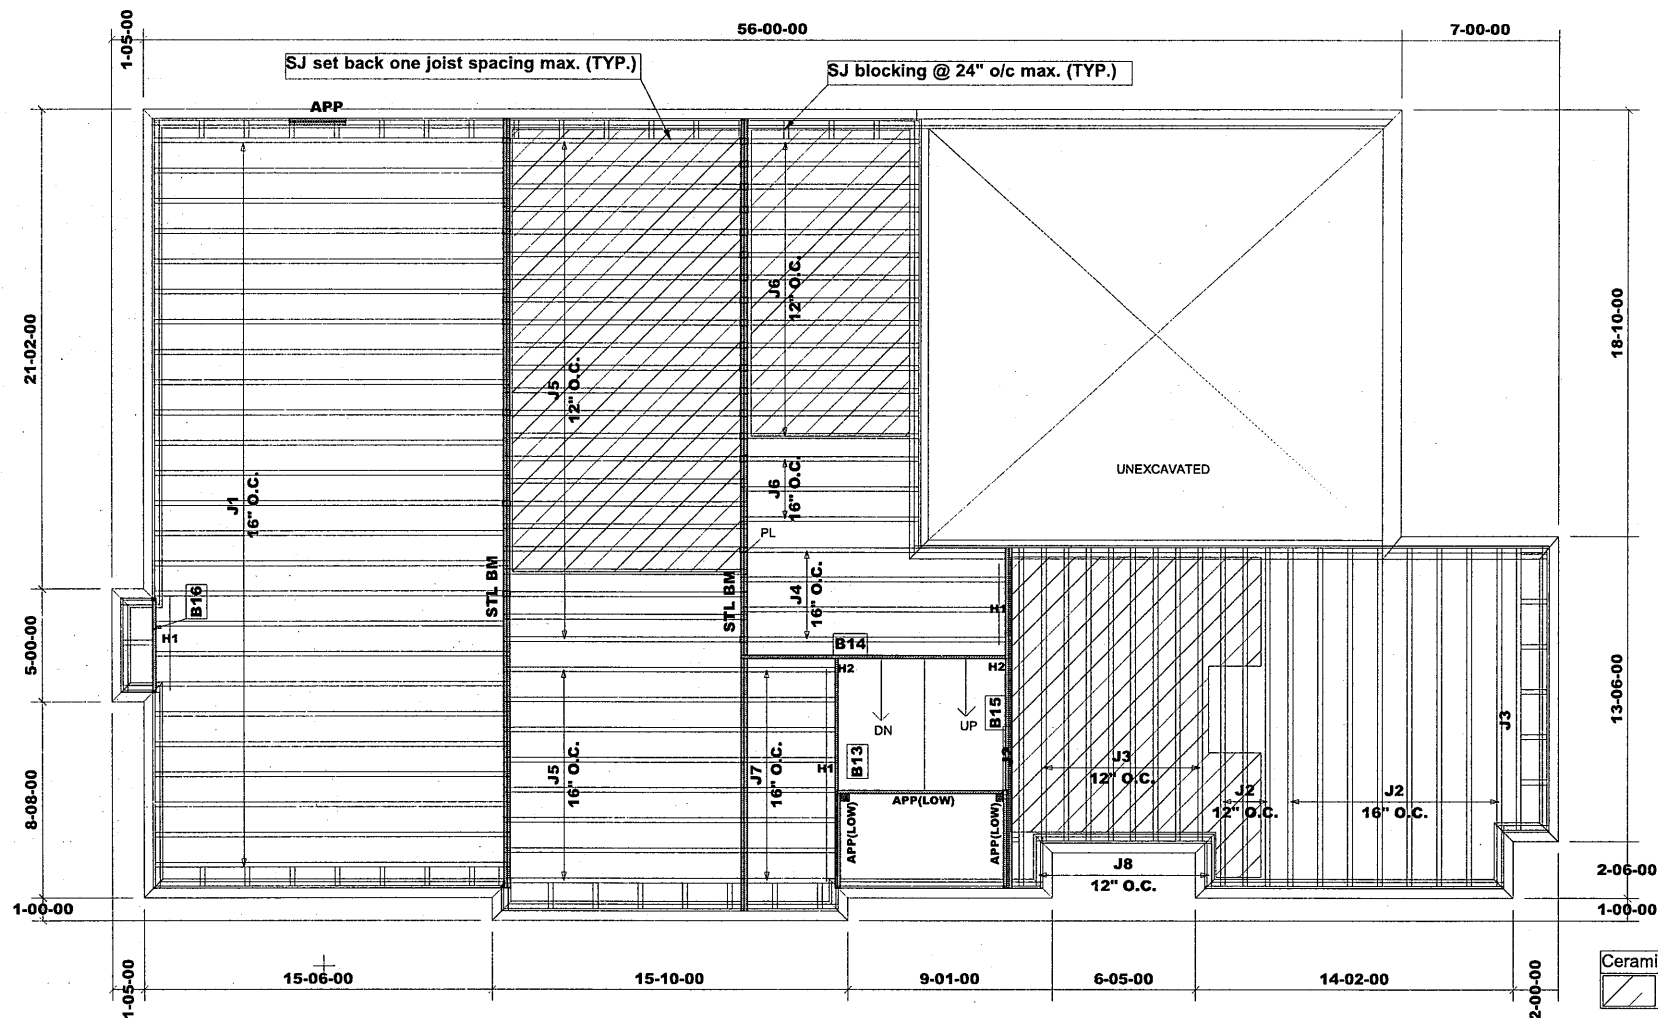 1-05-00
56-00-00
7-00-00
SJ set back one joist spacing max. (TYP.)
SJ blocking @ 24" o/c max. (TYP.)
APP
21-02-00
18-10-00
J6
12" O.C.
J5
12" O.C.
J1
16" O.C.
J6
16" O.C.
UNEXCAVATED
PL
STL BM
STL BM
J4
16" O.C.
B16
H1
H1
B14
H2
H2
5-00-00
13-06-00
DN
UP
B15
J3
J5
16" O.C.
J7
16" O.C.
H1
B13
J3
12" O.C.
J2
12" O.C.
J2
16" O.C.
APP(LOW)
APP(LOW)
APP(LOW)
8-08-00
J8
12" O.C.
2-06-00
1-00-00
1-00-00
Cerami
1-05-00
15-06-00
15-10-00
9-01-00
6-05-00
14-02-00
2-00-00